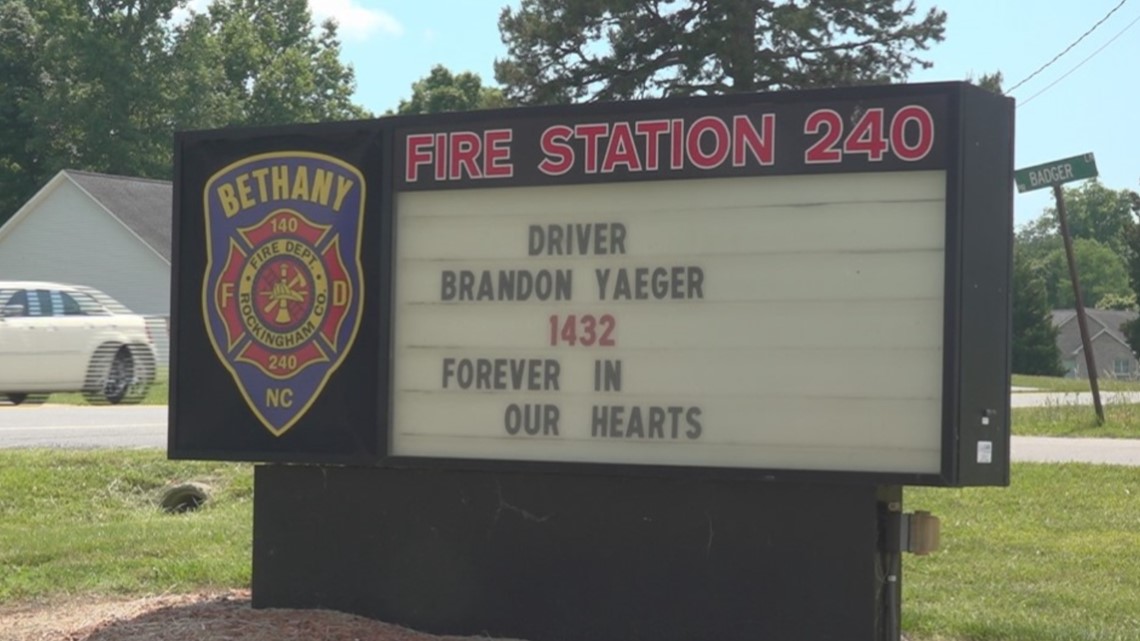 BETHANY
140
FIRE DEPT.
F D
ROCKINGHAM CO.
240
NC
FIRE STATION 240
DRIVER
BRANDON YAEGER
1432
FOREVER IN
OUR HEARTS
BADGER LN